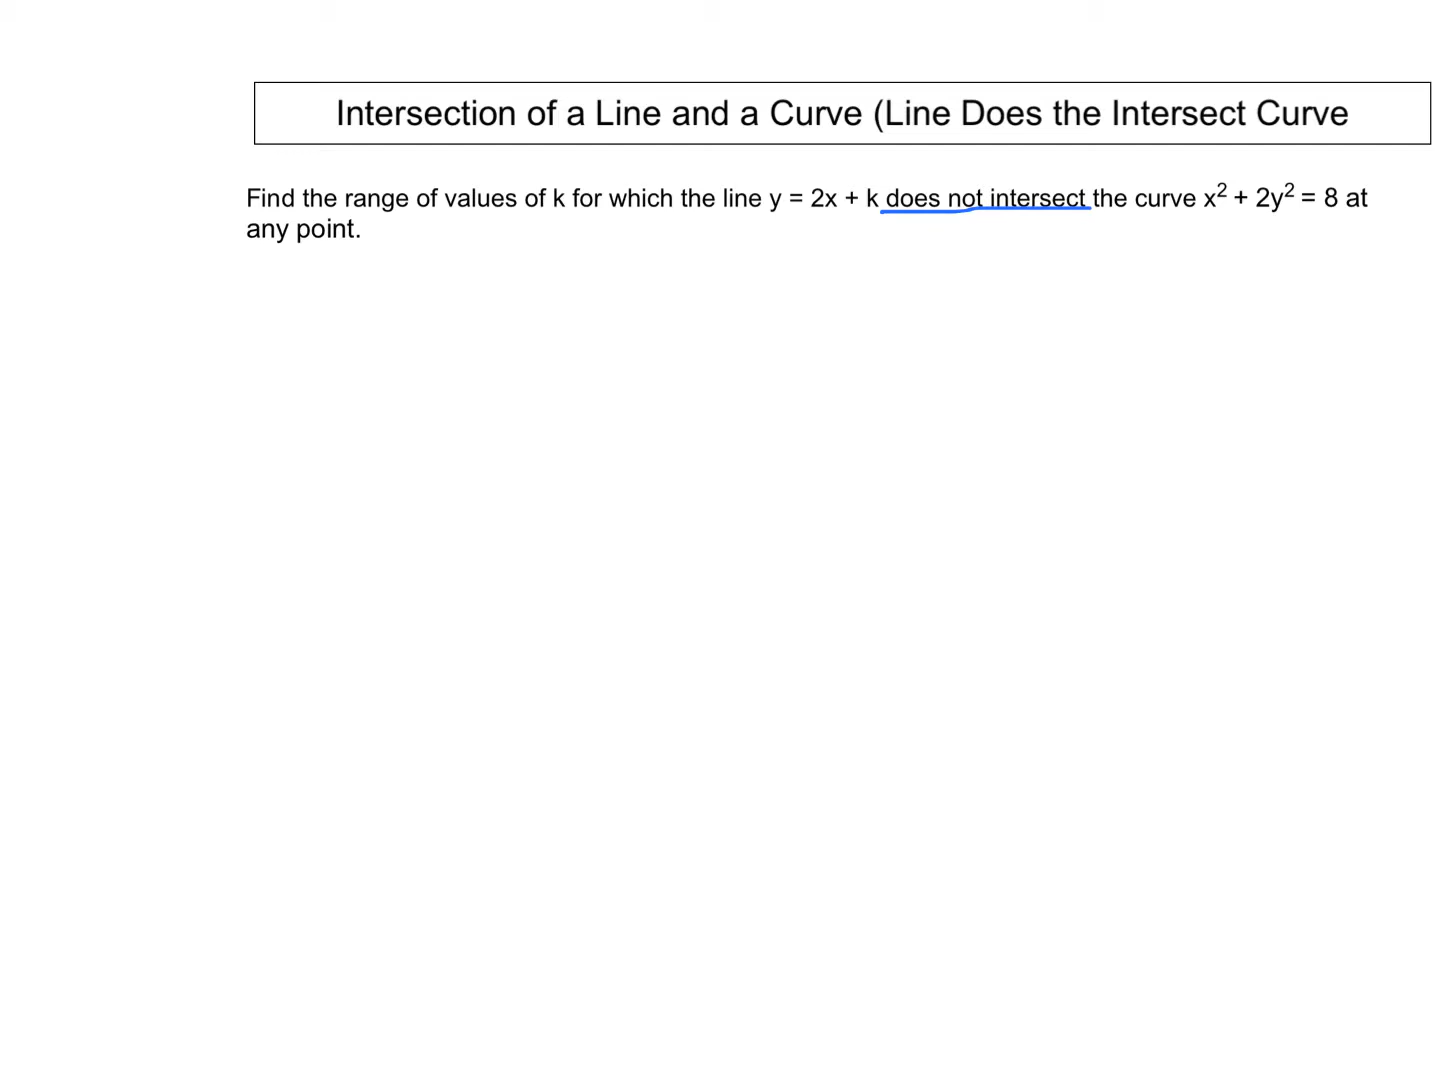 Intersection of a Line and a Curve (Line Does the Intersect Curve
Find the range of values of k for which the line y = 2x + k does not intersect the curve x² + 2y² = 8 at
any point.